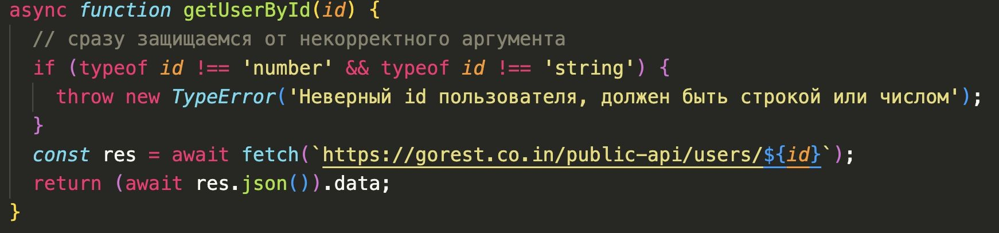 async function getUserById(id) {
  // сразу защищаемся от некорректного аргумента
  if (typeof id !== 'number' && typeof id !== 'string') {
    throw new TypeError('Неверный id пользователя, должен быть строкой или числом');
  }
  const res = await fetch(`https://gorest.co.in/public-api/users/${id}`);
  return (await res.json()).data;
}